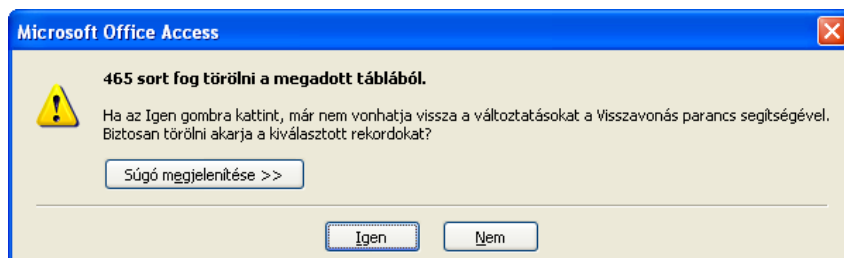 Microsoft Office Access
465 sort fog törölni a megadott táblából.
Ha az Igen gombra kattint, már nem vonhatja vissza a változtatásokat a Visszavonás parancs segítségével.
Biztosan törölni akarja a kiválasztott rekordokat?
Súgó megjelenítése >>
Igen
Nem